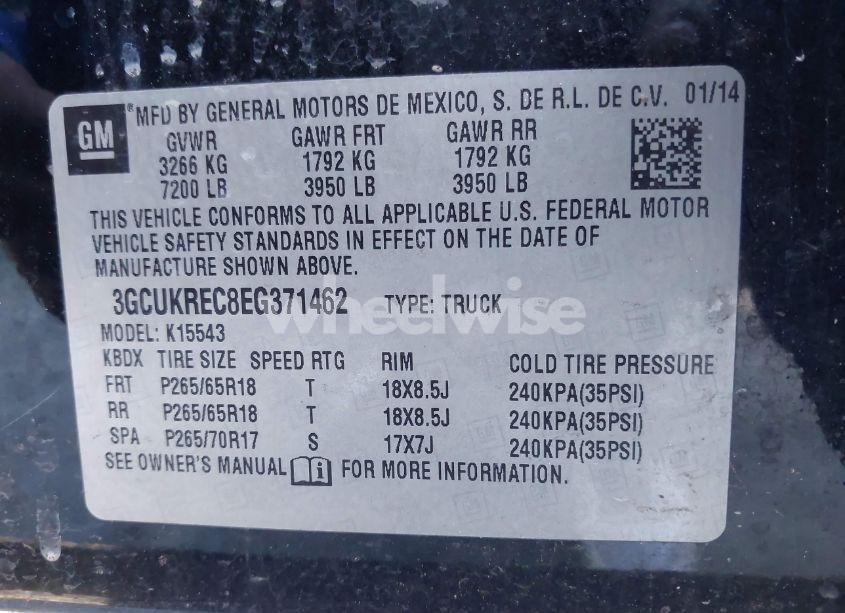 GM ®MFD BY GENERAL MOTORS DE MEXICO, S. DE R.L. DE C.V. 01/14
GVWR GAWR FRT GAWR RR
3266 KG 1792 KG 1792 KG
7200 LB 3950 LB 3950 LB
THIS VEHICLE CONFORMS TO ALL APPLICABLE U.S. FEDERAL MOTOR
VEHICLE SAFETY STANDARDS IN EFFECT ON THE DATE OF
MANUFACTURE SHOWN ABOVE.
3GCUKREC8EG371462 TYPE: TRUCK
wheelwise
MODEL: K15543
KBDX TIRE SIZE SPEED RTG RIM COLD TIRE PRESSURE
FRT P265/65R18 T 18X8.5J 240KPA(35PSI)
RR P265/65R18 T 18X8.5J 240KPA(35PSI)
SPA P265/70R17 S 17X7J 240KPA(35PSI)
SEE OWNER'S MANUAL FOR MORE INFORMATION.